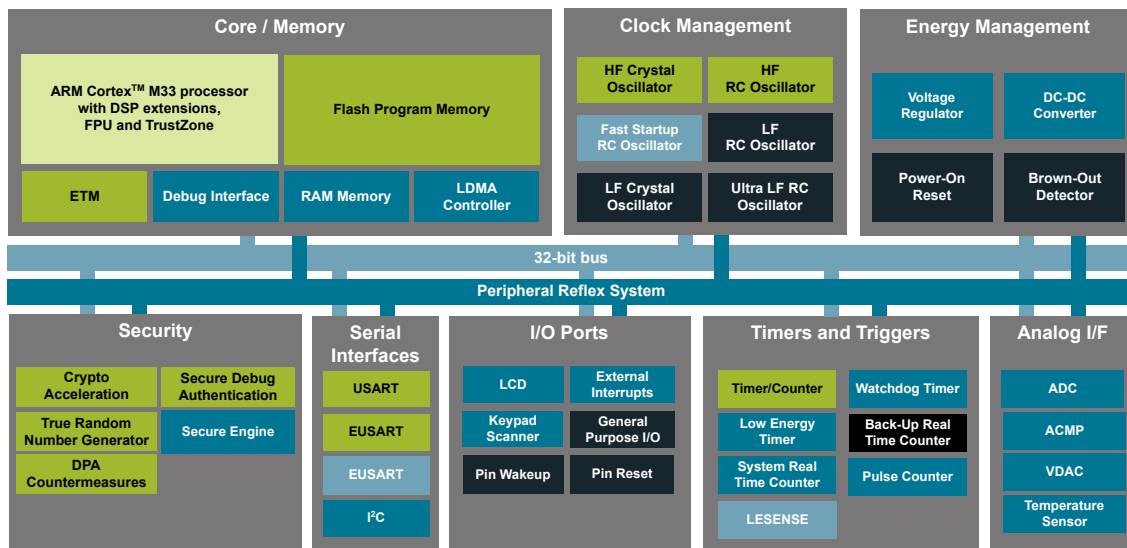 Core / Memory
ARM Cortex™ M33 processor
with DSP extensions,
FPU and TrustZone
Flash Program Memory
ETM
Debug Interface
RAM Memory
LDMA
Controller
Clock Management
HF Crystal
Oscillator
HF
RC Oscillator
Fast Startup
RC Oscillator
LF
RC Oscillator
LF Crystal
Oscillator
Ultra LF RC
Oscillator
Energy Management
Voltage
Regulator
DC-DC
Converter
Power-On
Reset
Brown-Out
Detector
32-bit bus
Peripheral Reflex System
Security
Crypto
Acceleration
Secure Debug
Authentication
True Random
Number Generator
Secure Engine
DPA
Countermeasures
Serial
Interfaces
USART
EUSART
EUSART
I²C
I/O Ports
LCD
External
Interrupts
Keypad
Scanner
General
Purpose I/O
Pin Wakeup
Pin Reset
Timers and Triggers
Timer/Counter
Watchdog Timer
Low Energy
Timer
Back-Up Real
Time Counter
System Real
Time Counter
Pulse Counter
LESENSE
Analog I/F
ADC
ACMP
VDAC
Temperature
Sensor